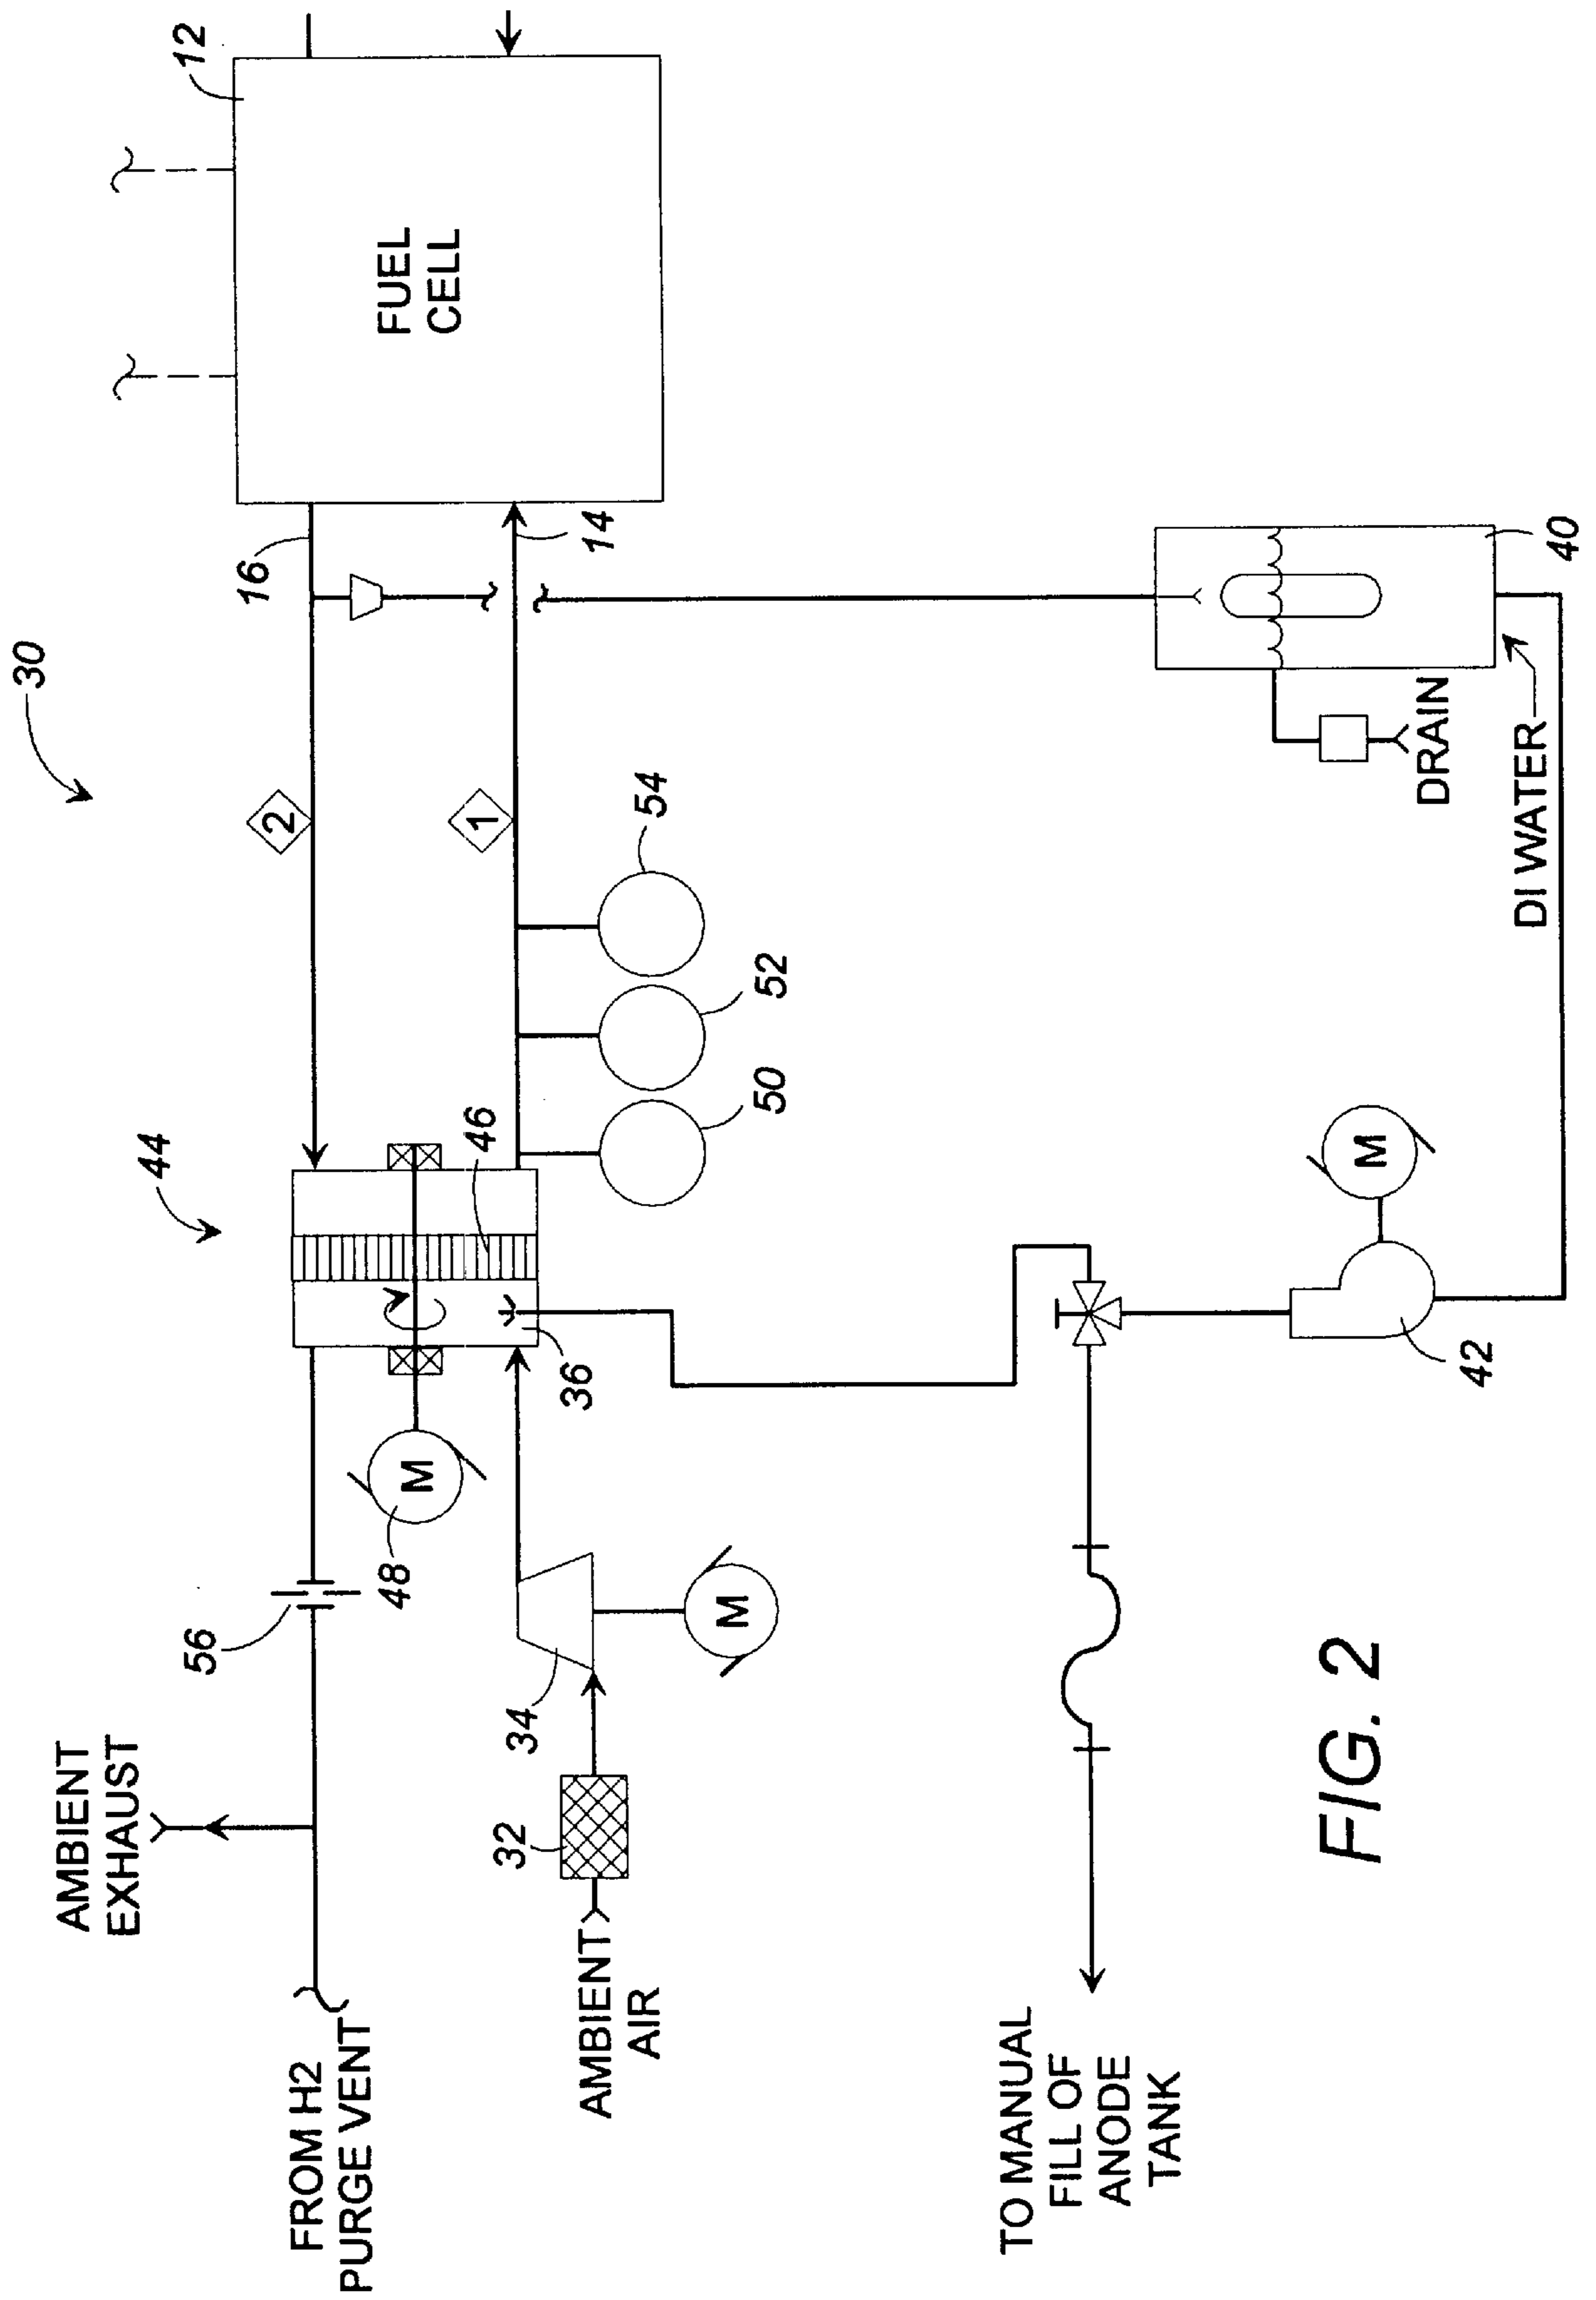 30
12
FUEL
CELL
16
14
2
1
44
46
54
52
50
36
48
M
56
34
M
32
AMBIENT
EXHAUST
FROM H2
PURGE VENT
AMBIENT
AIR
40
DRAIN
DI WATER
M
42
TO MANUAL
FILL OF
ANODE
TANK
FIG. 2